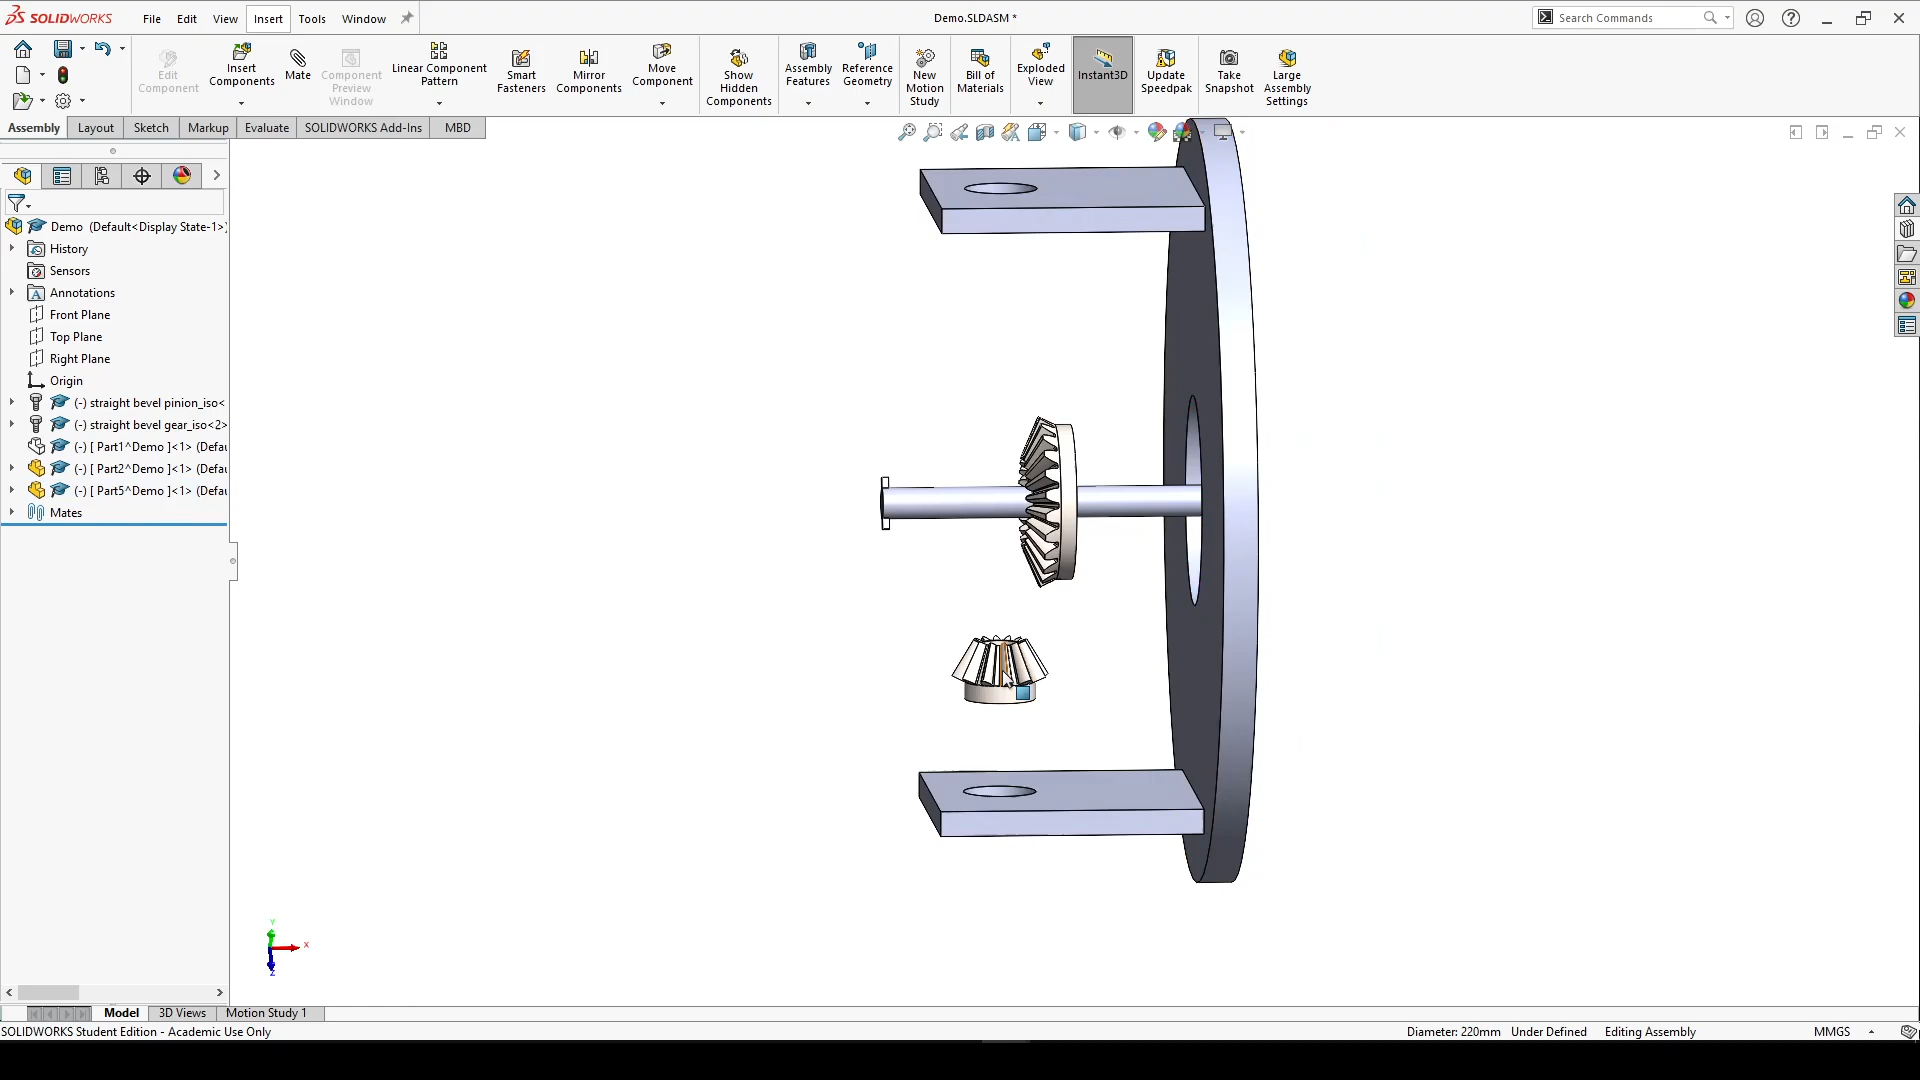 SOLIDWORKS File Edit View Insert Tools Window Demo.SLDASM * Search Commands
Edit Component
Insert Components
Mate
Component Preview Window
Linear Component Pattern
Smart Fasteners
Mirror Components
Move Component
Show Hidden Components
Assembly Features
Reference Geometry
New Motion Study
Bill of Materials
Exploded View
Instant3D
Update Speedpak
Take Snapshot
Large Assembly Settings
Assembly Layout Sketch Markup Evaluate SOLIDWORKS Add-Ins MBD
Demo (Default<Display State-1>)
History
Sensors
Annotations
Front Plane
Top Plane
Right Plane
Origin
(-) straight bevel pinion_iso<
(-) straight bevel gear_iso<2>
(-) [ Part1^Demo ]<1> (Defau
(-) [ Part2^Demo ]<1> (Defau
(-) [ Part5^Demo ]<1> (Defau
Mates
Y
X
Z
Model 3D Views Motion Study 1
SOLIDWORKS Student Edition - Academic Use Only Diameter: 220mm Under Defined Editing Assembly MMGS